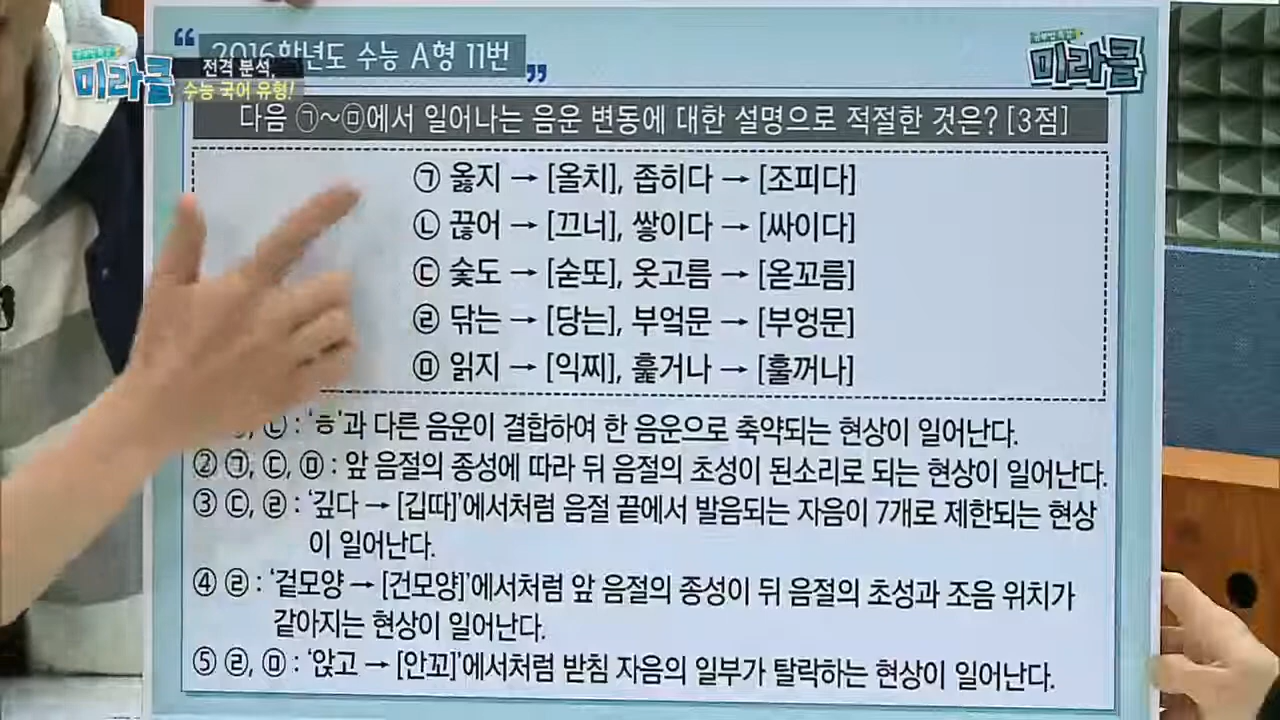 “ 2016학년도 수능 A형 11번 ”
미라클
전격 분석,
수능 국어 유형!
미라클
다음 ㉠～㉤에서 일어나는 음운 변동에 대한 설명으로 적절한 것은? [3점]
㉠ 옳지 → [올치], 좁히다 → [조피다]
㉡ 끊어 → [끄너], 쌓이다 → [싸이다]
㉢ 숯도 → [숟또], 옷고름 → [옫꼬름]
㉣ 닦는 → [당는], 부엌문 → [부엉문]
㉤ 읽지 → [익찌], 훑거나 → [훌꺼나]
, ㉡ : ‘ㅎ’과 다른 음운이 결합하여 한 음운으로 축약되는 현상이 일어난다.
② ㉠, ㉢, ㉤ : 앞 음절의 종성에 따라 뒤 음절의 초성이 된소리로 되는 현상이 일어난다.
③ ㉢, ㉣ : ‘깊다 → [깁따]’에서처럼 음절 끝에서 발음되는 자음이 7개로 제한되는 현상
이 일어난다.
④ ㉣ : ‘겉모양 → [건모양]’에서처럼 앞 음절의 종성이 뒤 음절의 초성과 조음 위치가
같아지는 현상이 일어난다.
⑤ ㉣, ㉤ : ‘앉고 → [안꼬]’에서처럼 받침 자음의 일부가 탈락하는 현상이 일어난다.